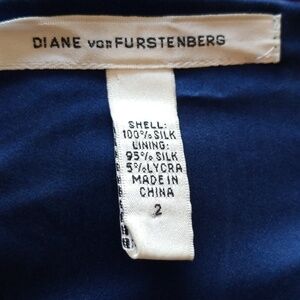 DIANE VON FURSTENBERG
SHELL:
100% SILK
LINING:
95% SILK
5% LYCRA
MADE IN
CHINA
2